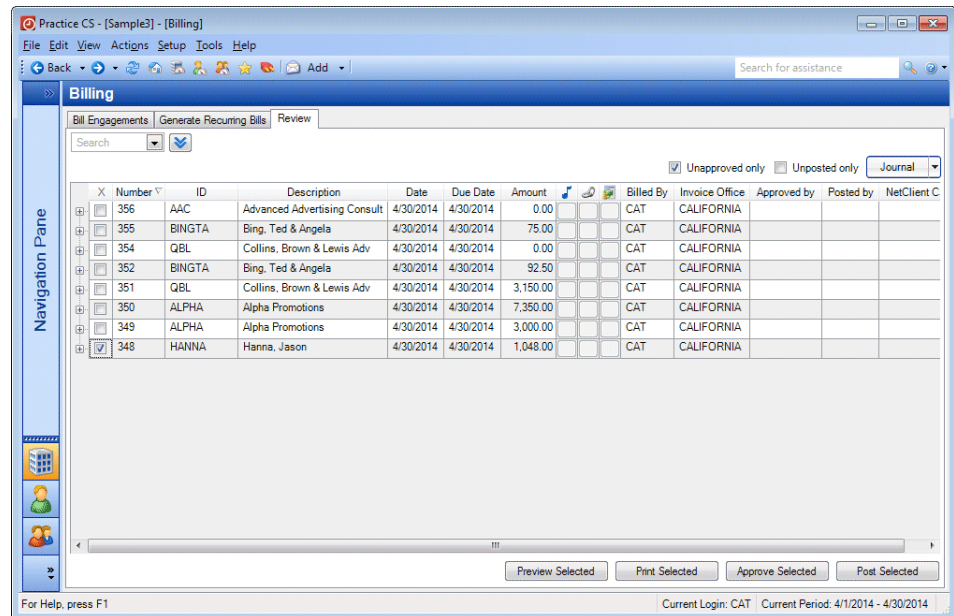 Practice CS - [Sample3] - [Billing]
File Edit View Actions Setup Tools Help
Back Add Search for assistance
Billing
Bill Engagements Generate Recurring Bills Review
Search
Unapproved only Unposted only Journal
X Number ID Description Date Due Date Amount Billed By Invoice Office Approved by Posted by NetClient C
356 AAC Advanced Advertising Consult 4/30/2014 4/30/2014 0.00 CAT CALIFORNIA
355 BINGTA Bing, Ted & Angela 4/30/2014 4/30/2014 75.00 CAT CALIFORNIA
354 QBL Collins, Brown & Lewis Adv 4/30/2014 4/30/2014 0.00 CAT CALIFORNIA
352 BINGTA Bing, Ted & Angela 4/30/2014 4/30/2014 92.50 CAT CALIFORNIA
351 QBL Collins, Brown & Lewis Adv 4/30/2014 4/30/2014 3,150.00 CAT CALIFORNIA
350 ALPHA Alpha Promotions 4/30/2014 4/30/2014 7,350.00 CAT CALIFORNIA
349 ALPHA Alpha Promotions 4/30/2014 4/30/2014 3,000.00 CAT CALIFORNIA
348 HANNA Hanna, Jason 4/30/2014 4/30/2014 1,048.00 CAT CALIFORNIA
Navigation Pane
Preview Selected Print Selected Approve Selected Post Selected
For Help, press F1 Current Login: CAT Current Period: 4/1/2014 - 4/30/2014